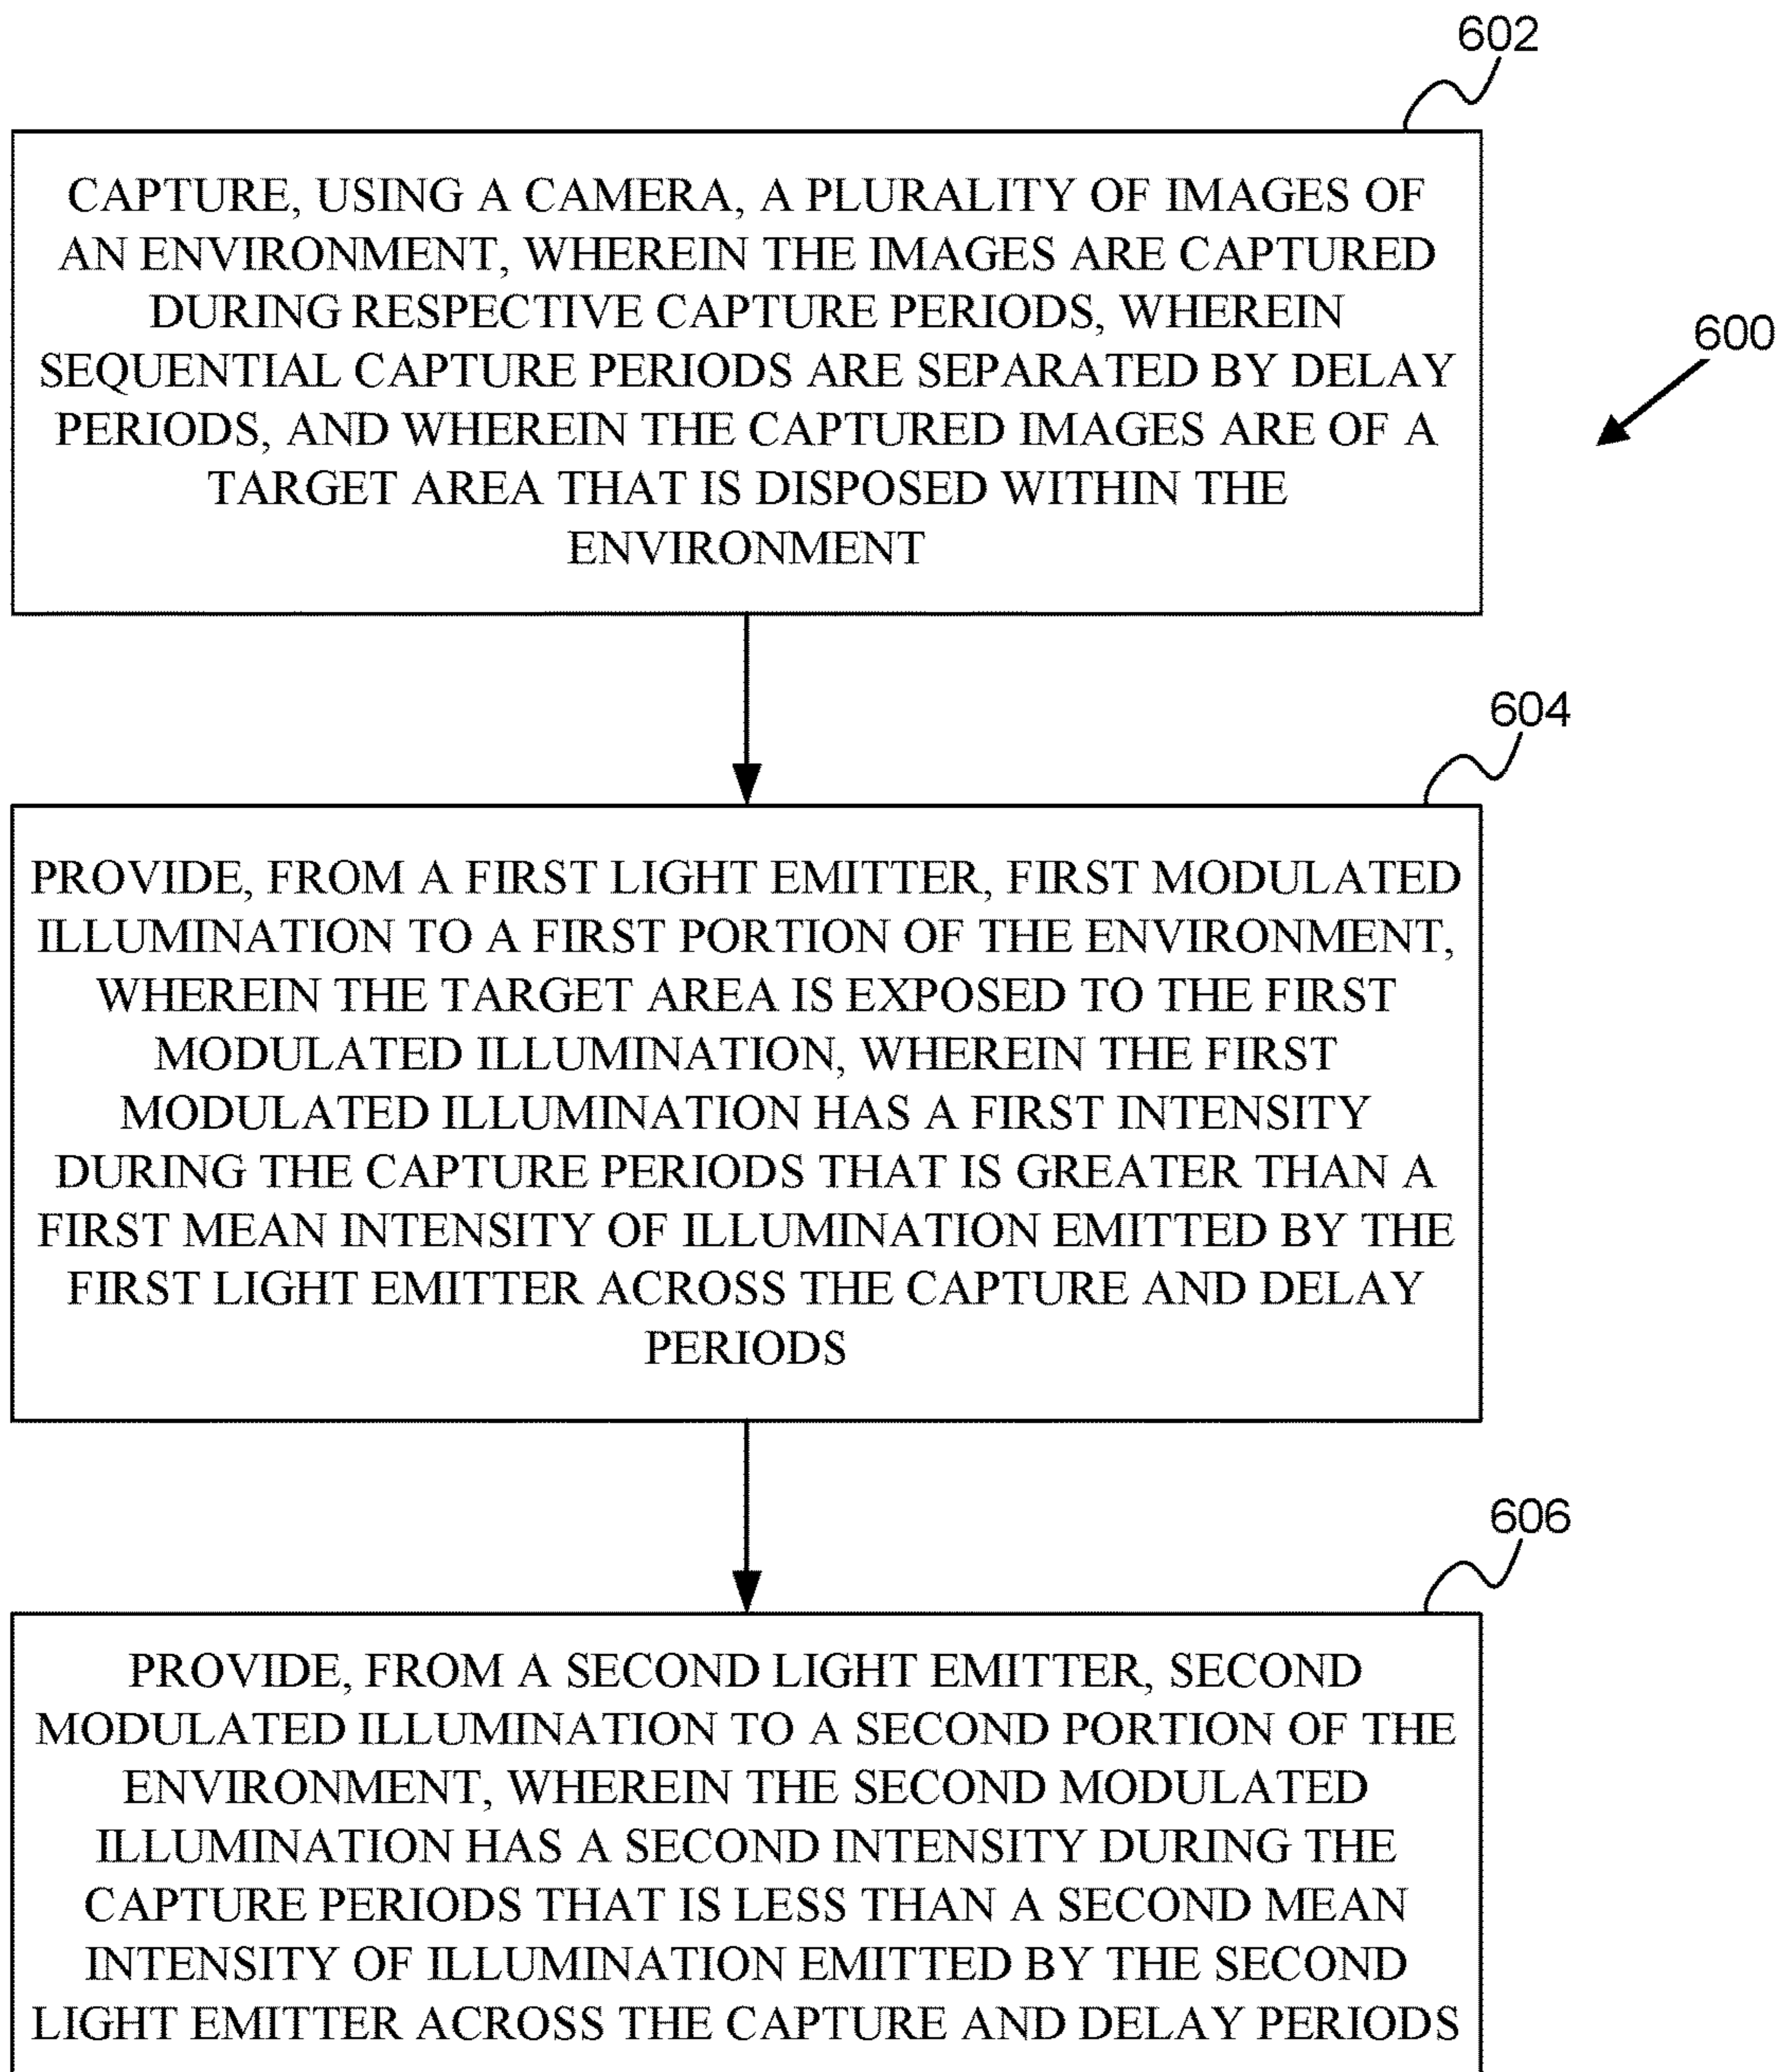 602
CAPTURE, USING A CAMERA, A PLURALITY OF IMAGES OF
AN ENVIRONMENT, WHEREIN THE IMAGES ARE CAPTURED
DURING RESPECTIVE CAPTURE PERIODS, WHEREIN
SEQUENTIAL CAPTURE PERIODS ARE SEPARATED BY DELAY
PERIODS, AND WHEREIN THE CAPTURED IMAGES ARE OF A
TARGET AREA THAT IS DISPOSED WITHIN THE
ENVIRONMENT
600
604
PROVIDE, FROM A FIRST LIGHT EMITTER, FIRST MODULATED
ILLUMINATION TO A FIRST PORTION OF THE ENVIRONMENT,
WHEREIN THE TARGET AREA IS EXPOSED TO THE FIRST
MODULATED ILLUMINATION, WHEREIN THE FIRST
MODULATED ILLUMINATION HAS A FIRST INTENSITY
DURING THE CAPTURE PERIODS THAT IS GREATER THAN A
FIRST MEAN INTENSITY OF ILLUMINATION EMITTED BY THE
FIRST LIGHT EMITTER ACROSS THE CAPTURE AND DELAY
PERIODS
606
PROVIDE, FROM A SECOND LIGHT EMITTER, SECOND
MODULATED ILLUMINATION TO A SECOND PORTION OF THE
ENVIRONMENT, WHEREIN THE SECOND MODULATED
ILLUMINATION HAS A SECOND INTENSITY DURING THE
CAPTURE PERIODS THAT IS LESS THAN A SECOND MEAN
INTENSITY OF ILLUMINATION EMITTED BY THE SECOND
LIGHT EMITTER ACROSS THE CAPTURE AND DELAY PERIODS